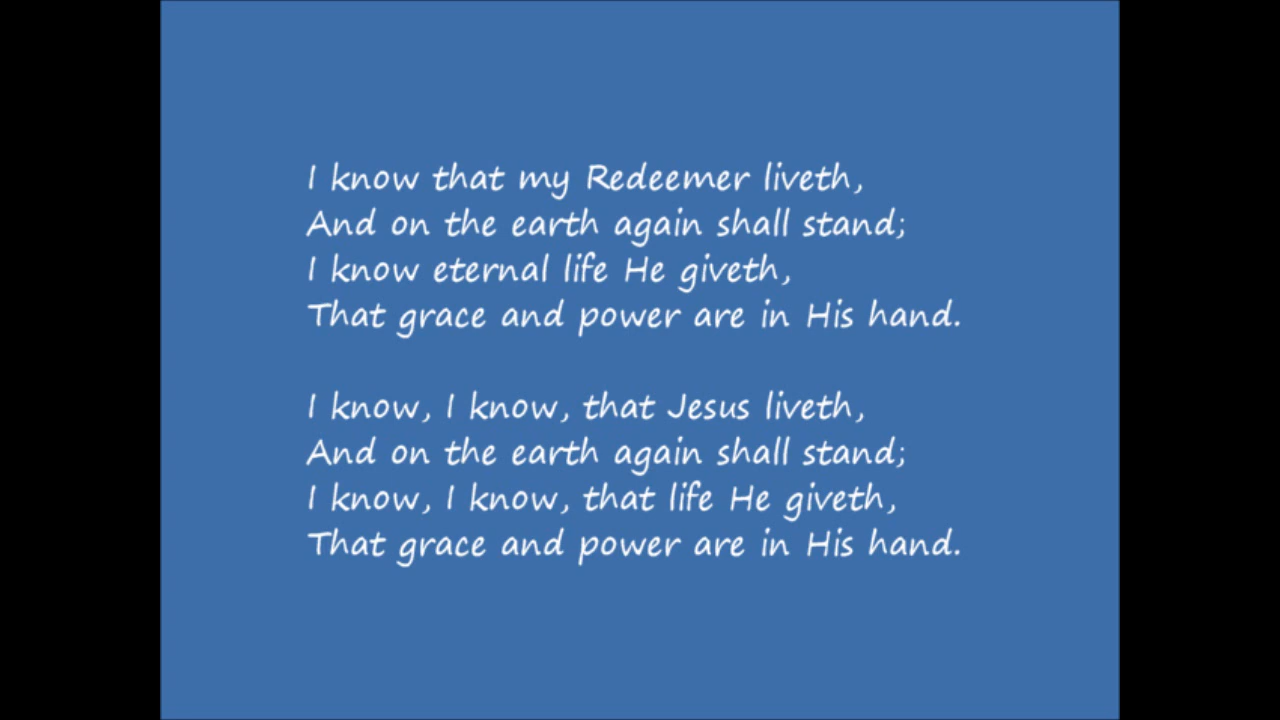 I know that my Redeemer liveth,
And on the earth again shall stand;
I know eternal life He giveth,
That grace and power are in His hand.
I know, I know, that Jesus liveth,
And on the earth again shall stand;
I know, I know, that life He giveth,
That grace and power are in His hand.